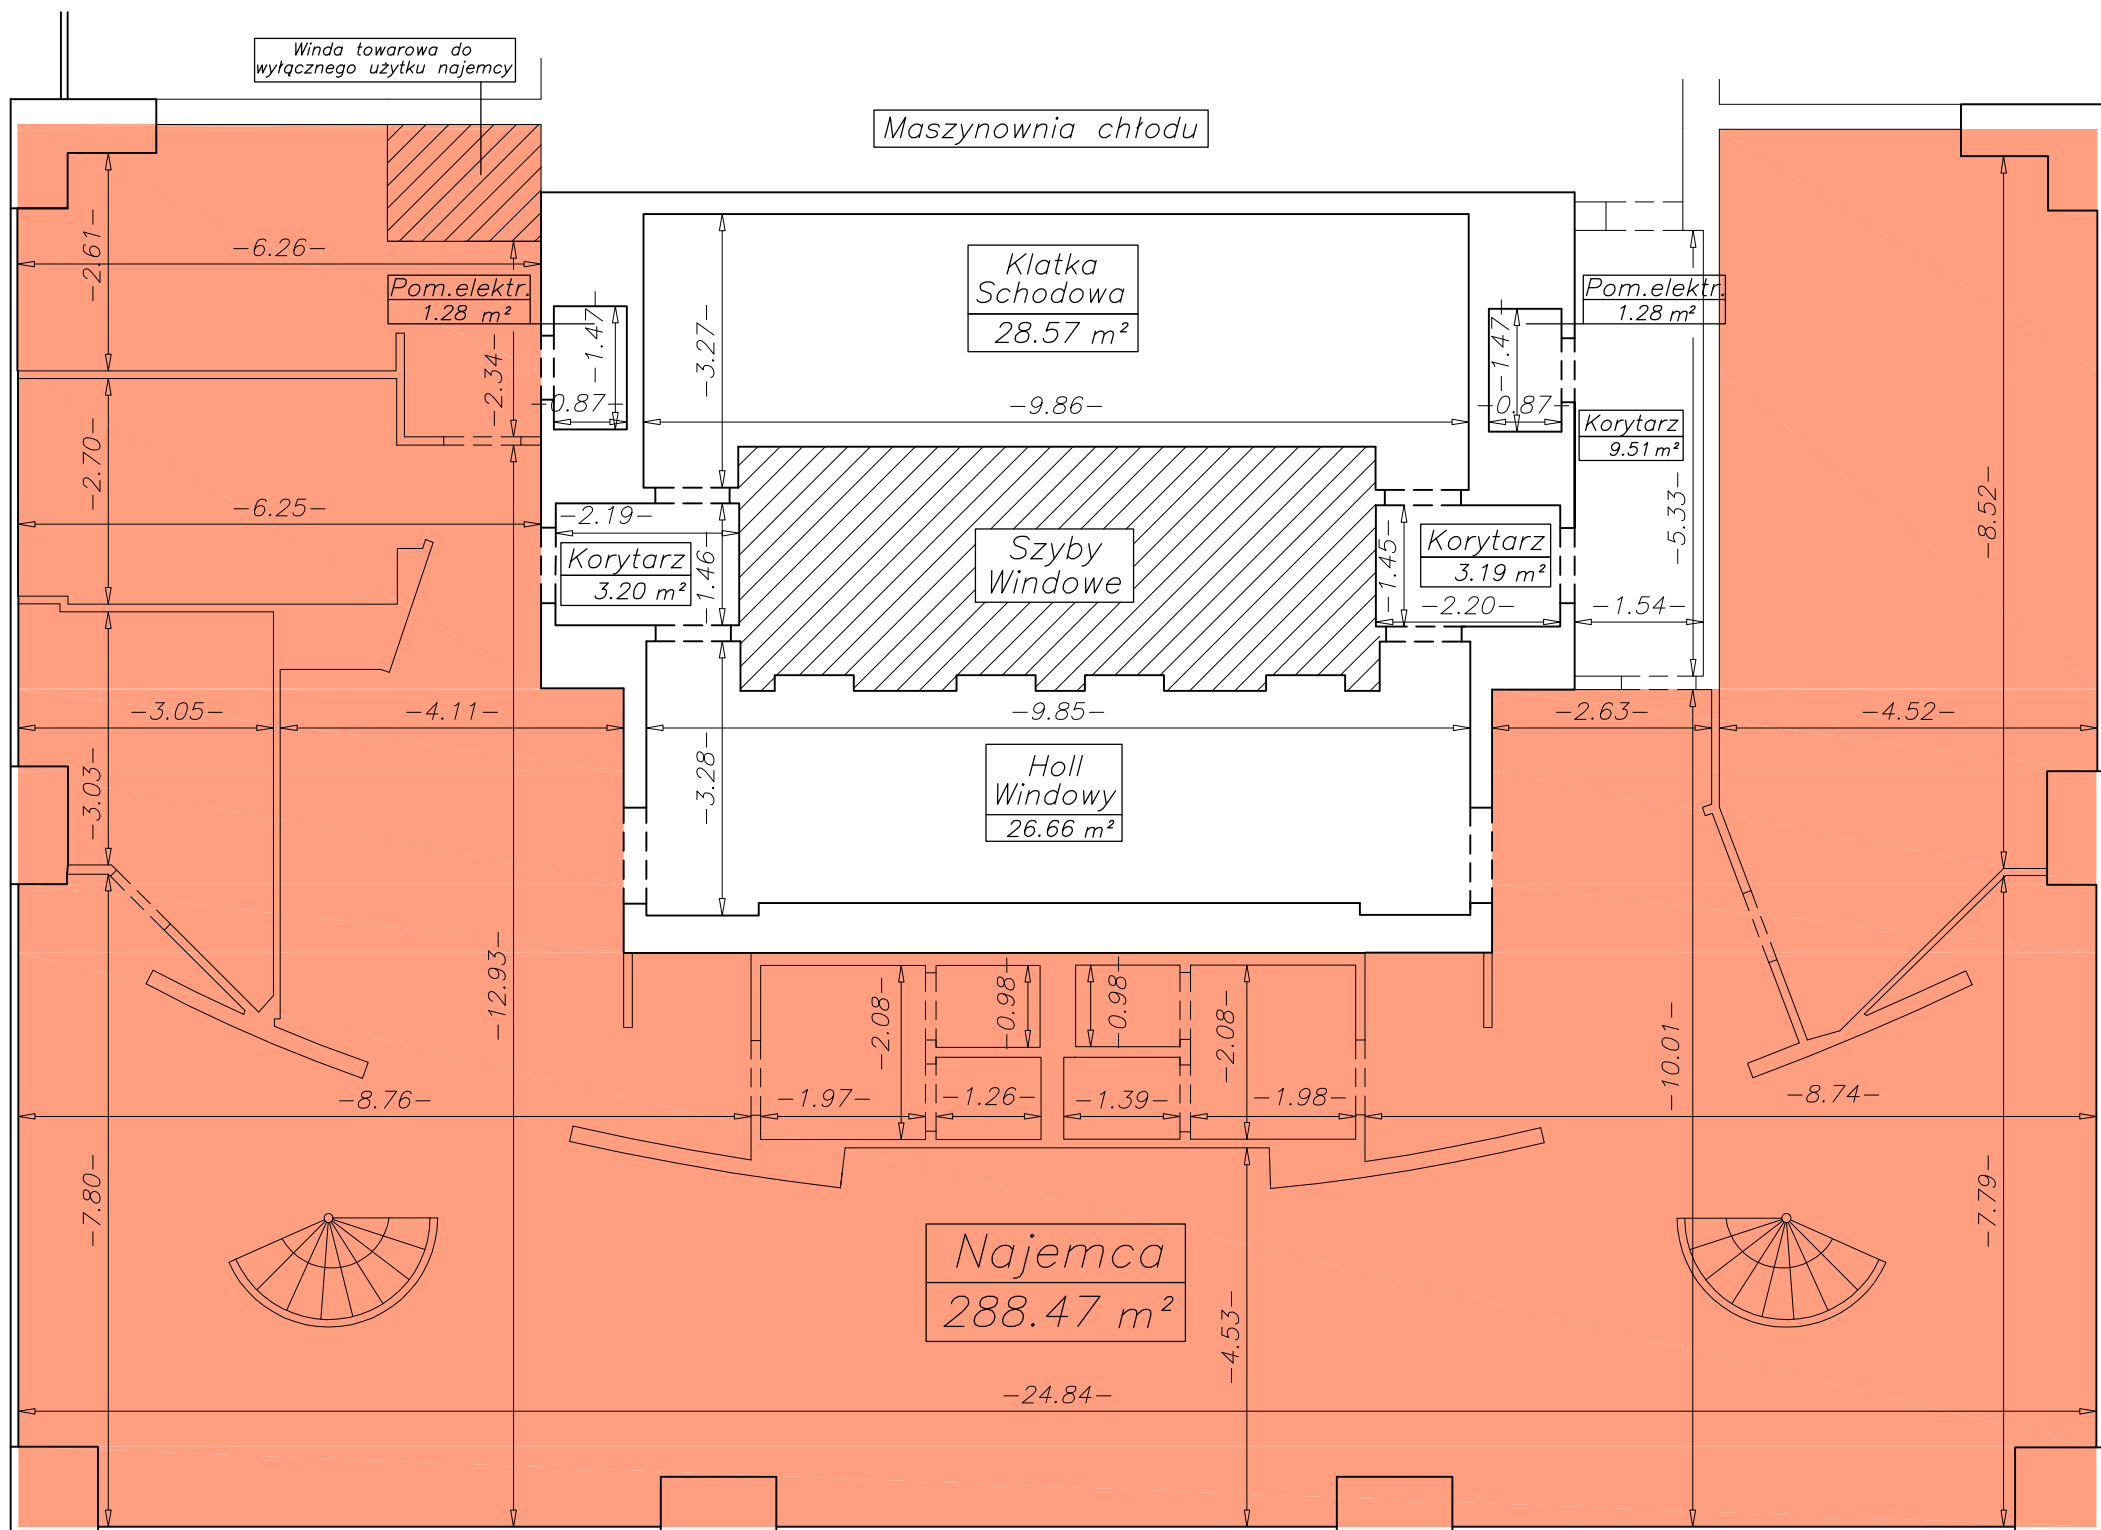 Winda towarowa do
wyłącznego użytku najemcy
Maszynownia chłodu
-2.61-
-6.26-
Pom.elektr.
1.28 m²
-2.34-
-1.47-
-0.87-
-3.27-
Klatka
Schodowa
28.57 m²
-9.86-
Pom.elektr.
1.28 m²
-1.47-
-0.87-
Korytarz
9.51 m²
-5.33-
-8.52-
-2.70-
-6.25-
-2.19-
Korytarz
3.20 m²
-1.46-
Szyby
Windowe
-1.45-
Korytarz
3.19 m²
-2.20-
-1.54-
-3.05-
-4.11-
-9.85-
-2.63-
-4.52-
-3.03-
-3.28-
Holl
Windowy
26.66 m²
-12.93-
-2.08-
-0.98-
-0.98-
-2.08-
-10.01-
-8.76-
-1.97-
-1.26-
-1.39-
-1.98-
-8.74-
-7.80-
Najemca
288.47 m²
-4.53-
-7.79-
-24.84-